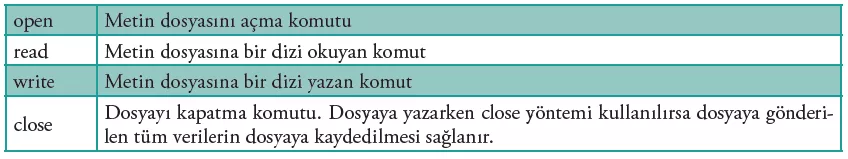 open Metin dosyasını açma komutu
read Metin dosyasına bir dizi okuyan komut
write Metin dosyasına bir dizi yazan komut
close Dosyayı kapatma komutu. Dosyaya yazarken close yöntemi kullanılırsa dosyaya gönderi-
len tüm verilerin dosyaya kaydedilmesi sağlanır.